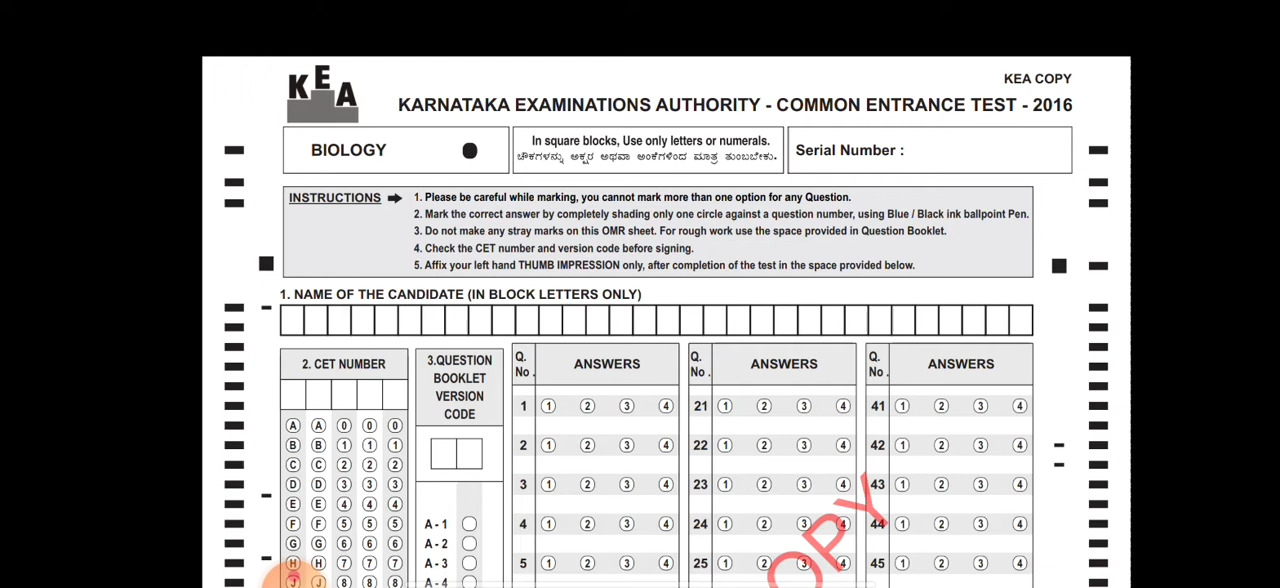 KEA
KEA COPY
KARNATAKA EXAMINATIONS AUTHORITY - COMMON ENTRANCE TEST - 2016
BIOLOGY
In square blocks, Use only letters or numerals.
ಚೌಕಗಳನ್ನು ಅಕ್ಷರ ಅಥವಾ ಅಂಕೆಗಳಿಂದ ಮಾತ್ರ ತುಂಬಬೇಕು.
Serial Number :
INSTRUCTIONS
1. Please be careful while marking, you cannot mark more than one option for any Question.
2. Mark the correct answer by completely shading only one circle against a question number, using Blue / Black ink ballpoint Pen.
3. Do not make any stray marks on this OMR sheet. For rough work use the space provided in Question Booklet.
4. Check the CET number and version code before signing.
5. Affix your left hand THUMB IMPRESSION only, after completion of the test in the space provided below.
1. NAME OF THE CANDIDATE (IN BLOCK LETTERS ONLY)
2. CET NUMBER
A A 0 0 0
B B 1 1 1
C C 2 2 2
D D 3 3 3
E E 4 4 4
F F 5 5 5
G G 6 6 6
H H 7 7 7
J J 8 8 8
3.QUESTION
BOOKLET
VERSION
CODE
A - 1
A - 2
A - 3
A - 4
Q.
No .
ANSWERS
1 1 2 3 4
2 1 2 3 4
3 1 2 3 4
4 1 2 3 4
5 1 2 3 4
Q.
No .
ANSWERS
21 1 2 3 4
22 1 2 3 4
23 1 2 3 4
24 1 2 3 4
25 1 2 3 4
Q.
No .
ANSWERS
41 1 2 3 4
42 1 2 3 4
43 1 2 3 4
44 1 2 3 4
45 1 2 3 4
OPY